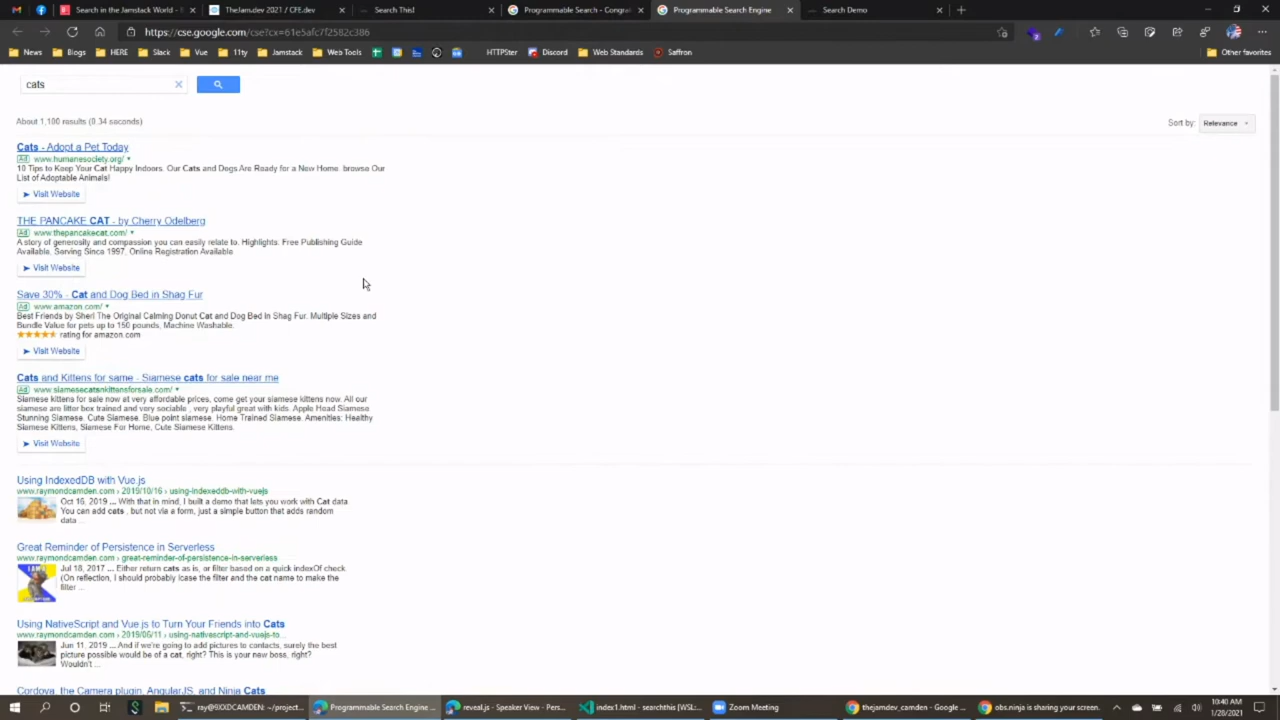 Search in the Jamstack World -
TheJam.dev 2021 / CFE.dev
Search This!
Programmable Search - Congrat
Programmable Search Engine
Search Demo
https://cse.google.com/cse?cx=61e5afc7f2582c386
News
Blogs
HERE
Slack
Vue
11ty
Jamstack
Web Tools
HTTPSter
Discord
Web Standards
Saffron
Other favorites
cats
About 1,100 results (0.34 seconds)
Sort by:
Relevance
Cats - Adopt a Pet Today
Ad www.humanesociety.org/
10 Tips to Keep Your Cat Happy Indoors. Our Cats and Dogs Are Ready for a New Home. browse Our
List of Adoptable Animals!
Visit Website
THE PANCAKE CAT - by Cherry Odelberg
Ad www.thepancakecat.com/
A story of generosity and compassion you can easily relate to. Highlights: Free Publishing Guide
Available, Serving Since 1997, Online Registration Available
Visit Website
Save 30% - Cat and Dog Bed in Shag Fur
Ad www.amazon.com/
Best Friends by Sheri The Original Calming Donut Cat and Dog Bed in Shag Fur. Multiple Sizes and
Bundle Value for pets up to 150 pounds, Machine Washable.
rating for amazon.com
Visit Website
Cats and Kittens for same - Siamese cats for sale near me
Ad www.siamesecatsnkittensforsale.com/
Siamese kittens for sale now at very affordable prices, come get your siamese kittens now. All our
siamese are litter box trained and very sociable , very playful great with kids. Apple Head Siamese
Stunning Siamese. Cute Siamese. Blue point siamese. Home Trained Siamese. Amenities: Healthy
Siamese Kittens, Siamese For Home, Cute Siamese Kittens.
Visit Website
Using IndexedDB with Vue.js
www.raymondcamden.com › 2019/10/16 › using-indexeddb-with-vuejs
Oct 16, 2019 ... With that in mind, I built a demo that lets you work with Cat data.
You can add cats , but not via a form, just a simple button that adds random
data ...
Great Reminder of Persistence in Serverless
www.raymondcamden.com › great-reminder-of-persistence-in-serverless
Jul 18, 2017 ... Either return cats as is, or filter based on a quick indexOf check
(On reflection, I should probably lcase the filter and the cat name to make the
filter ...
Using NativeScript and Vue.js to Turn Your Friends into Cats
www.raymondcamden.com › 2019/06/11 › using-nativescript-and-vuejs-to...
Jun 11, 2019 ... And if we're going to add pictures to contacts, surely the best
picture possible would be of a cat, right? This is your new boss, right?
Wouldn't ...
Cordova, the Camera plugin, AngularJS, and Ninja Cats
ray@9XXDCAMDEN: ~/project...
Programmable Search Engine ...
reveal.js - Speaker View - Pers...
index1.html - searchthis [WSL:...
Zoom Meeting
thejamdev_camden - Google ...
obs.ninja is sharing your screen.
10:40 AM
1/28/2021